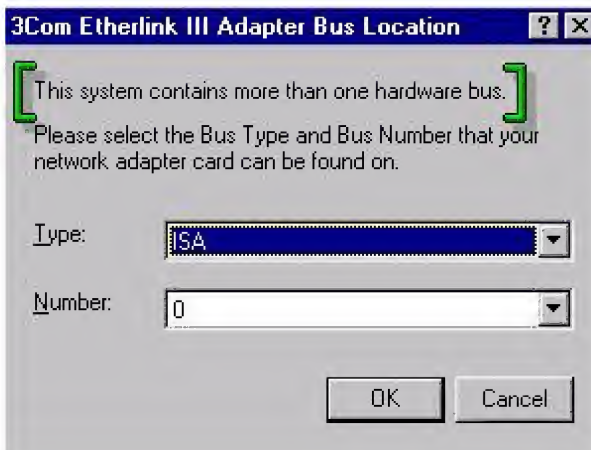 3Com Etherlink III Adapter Bus Location
This system contains more than one hardware bus.
Please select the Bus Type and Bus Number that your
network adapter card can be found on.
Type:
ISA
Number:
0
OK
Cancel